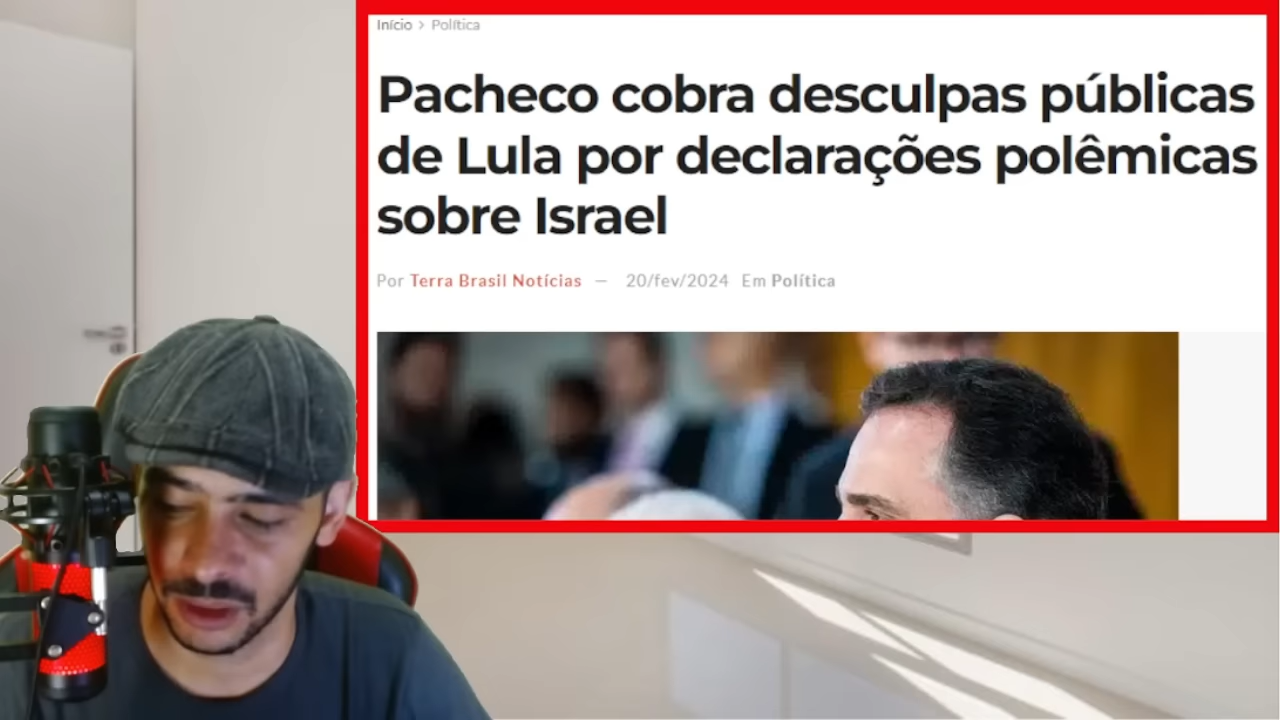 Início > Política
Pacheco cobra desculpas públicas
de Lula por declarações polêmicas
sobre Israel
Por Terra Brasil Notícias — 20/fev/2024 Em Política